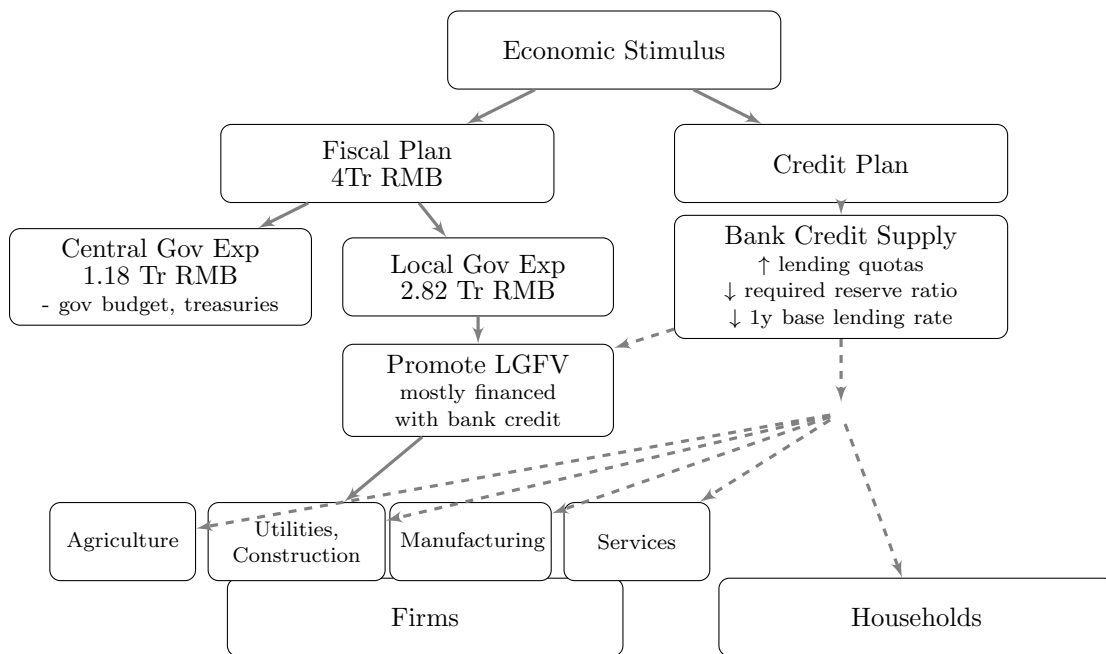 Economic Stimulus
Fiscal Plan
4Tr RMB
Credit Plan
Central Gov Exp
1.18 Tr RMB
- gov budget, treasuries
Local Gov Exp
2.82 Tr RMB
Bank Credit Supply
↑ lending quotas
↓ required reserve ratio
↓ 1y base lending rate
Promote LGFV
mostly financed
with bank credit
Agriculture
Utilities,
Construction
Manufacturing
Services
Firms
Households